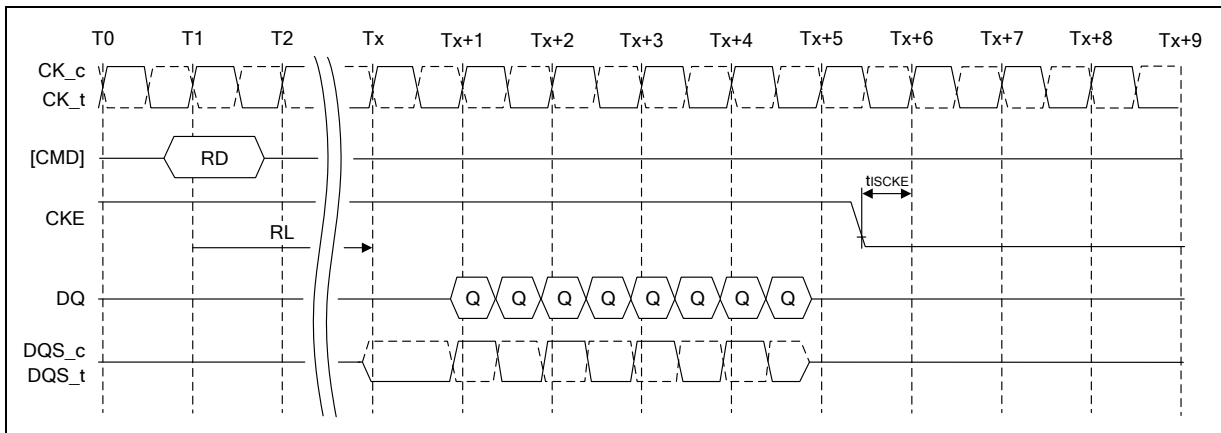 T0 T1 T2 Tx Tx+1 Tx+2 Tx+3 Tx+4 Tx+5 Tx+6 Tx+7 Tx+8 Tx+9
CK_c
CK_t
[CMD] RD
tISCKE
CKE
RL
DQ Q Q Q Q Q Q Q Q
DQS_c
DQS_t